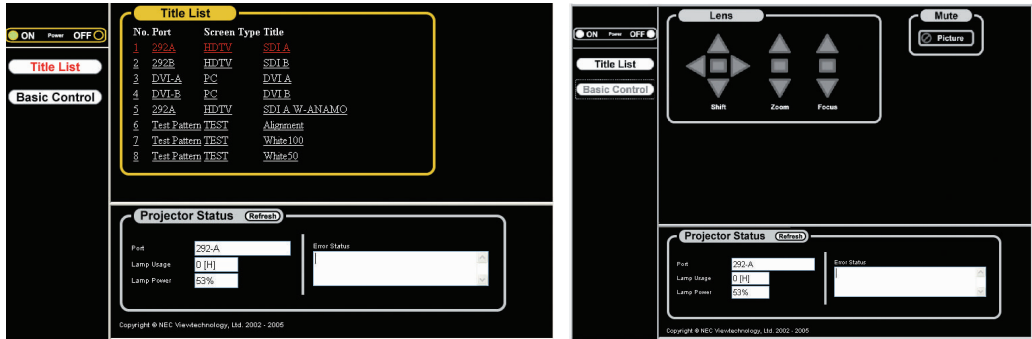 Title List
ON Power OFF
Title List
Basic Control
No. Port Screen Type Title
1 292A HDTV SDI A
2 292B HDTV SDI B
3 DVI-A PC DVI A
4 DVI-B PC DVI B
5 292A HDTV SDI A W-ANAMO
6 Test Pattern TEST Alignment
7 Test Pattern TEST White100
8 Test Pattern TEST White50
Projector Status Refresh
Port 292-A
Lamp Usage 0 [H]
Lamp Power 53%
Error Status
Copyright © NEC Viewtechnology, Ltd. 2002 - 2005
ON Power OFF
Title List
Basic Control
Lens
Shift Zoom Focus
Mute
Picture
Projector Status Refresh
Port 292-A
Lamp Usage 0 [H]
Lamp Power 53%
Error Status
Copyright © NEC Viewtechnology, Ltd. 2002 - 2005